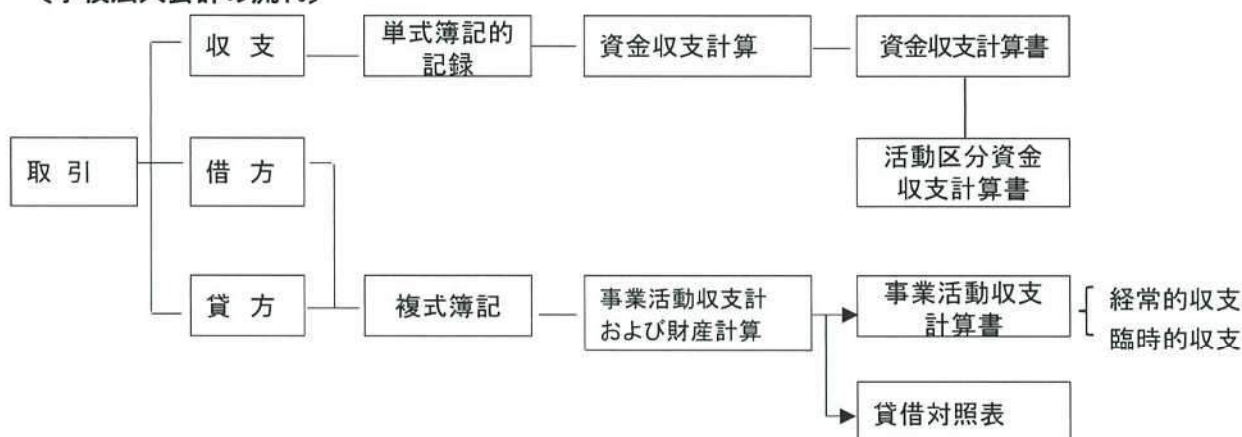 収 支
単式簿記的
記録
資金収支計算
資金収支計算書
取 引
借 方
活動区分資金
収支計算書
貸 方
複式簿記
事業活動収支計
および財産計算
事業活動収支
計算書
経常的収支
臨時的収支
貸借対照表